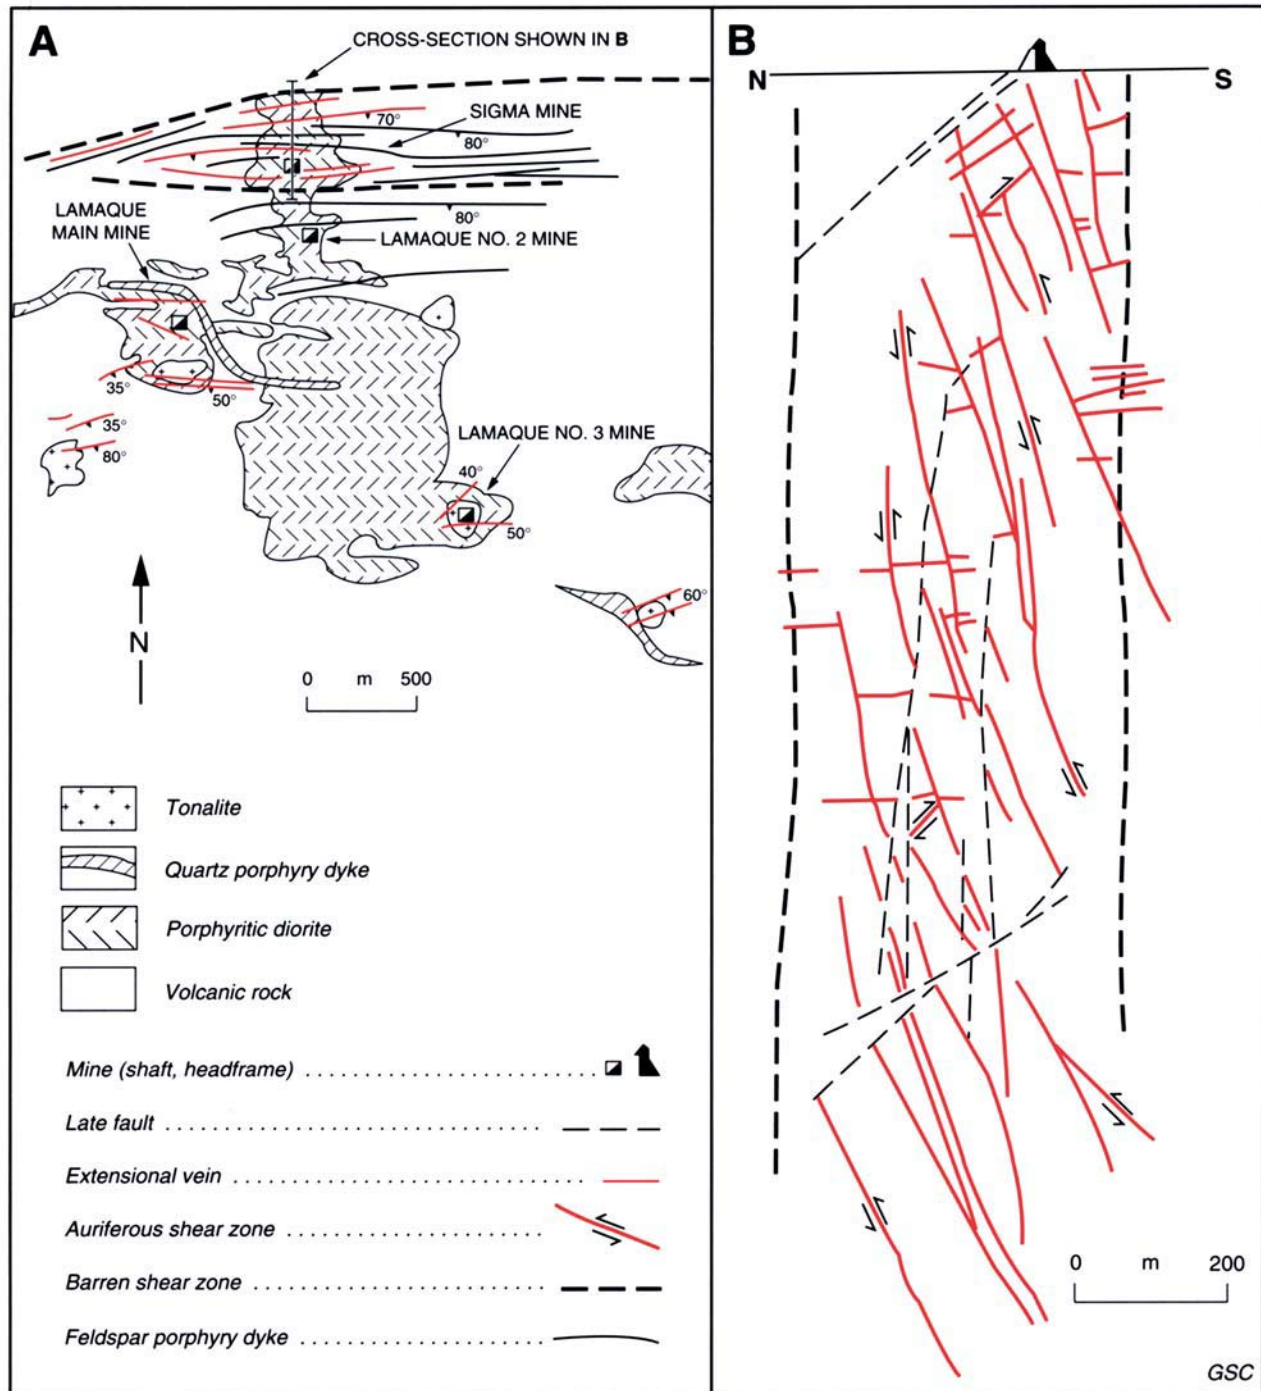 A
CROSS-SECTION SHOWN IN B
SIGMA MINE
70°
80°
LAMAQUE
MAIN MINE
80°
LAMAQUE NO. 2 MINE
35°
50°
35°
80°
LAMAQUE NO. 3 MINE
40°
50°
60°
N
0 m 500
Tonalite
Quartz porphyry dyke
Porphyritic diorite
Volcanic rock
Mine (shaft, headframe)
Late fault
Extensional vein
Auriferous shear zone
Barren shear zone
Feldspar porphyry dyke
B
N
S
0 m 200
GSC